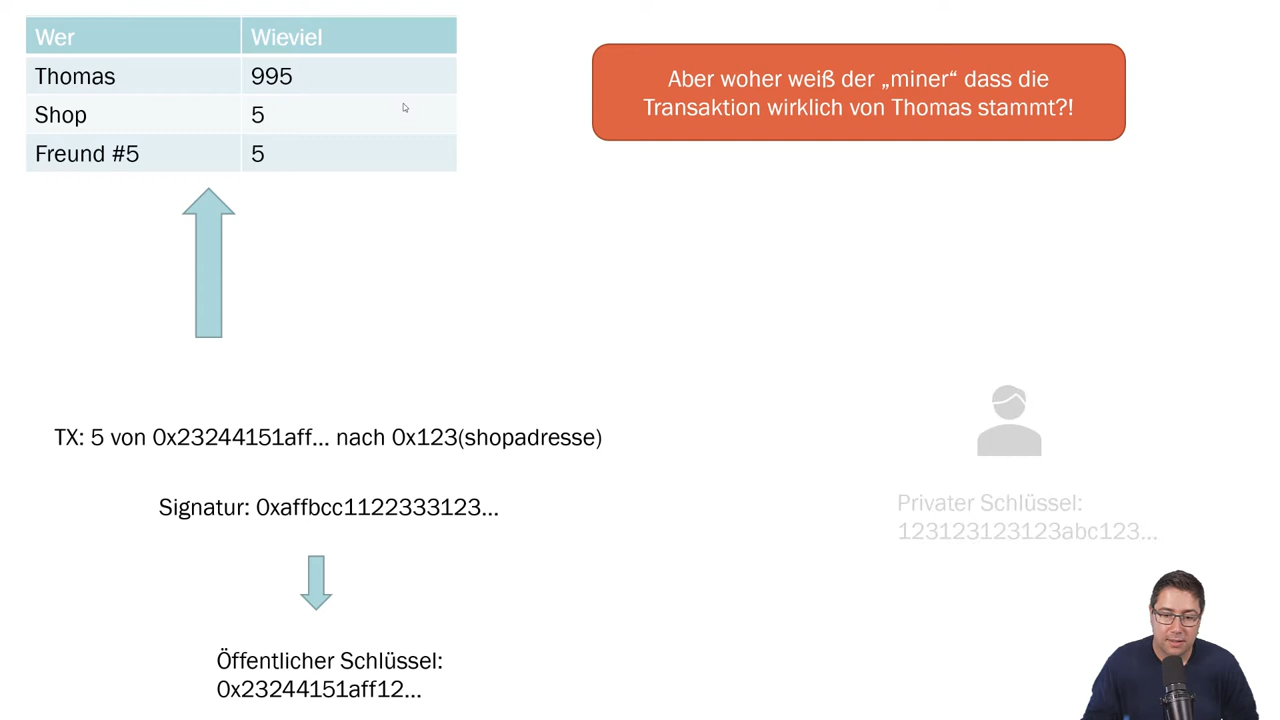 Wer Wieviel
Thomas 995
Shop 5
Freund #5 5
Aber woher weiß der „miner“ dass die
Transaktion wirklich von Thomas stammt?!
TX: 5 von 0x23244151aff... nach 0x123(shopadresse)
Signatur: 0xaffbcc1122333123...
Privater Schlüssel:
123123123123abc123...
Öffentlicher Schlüssel:
0x23244151aff12...